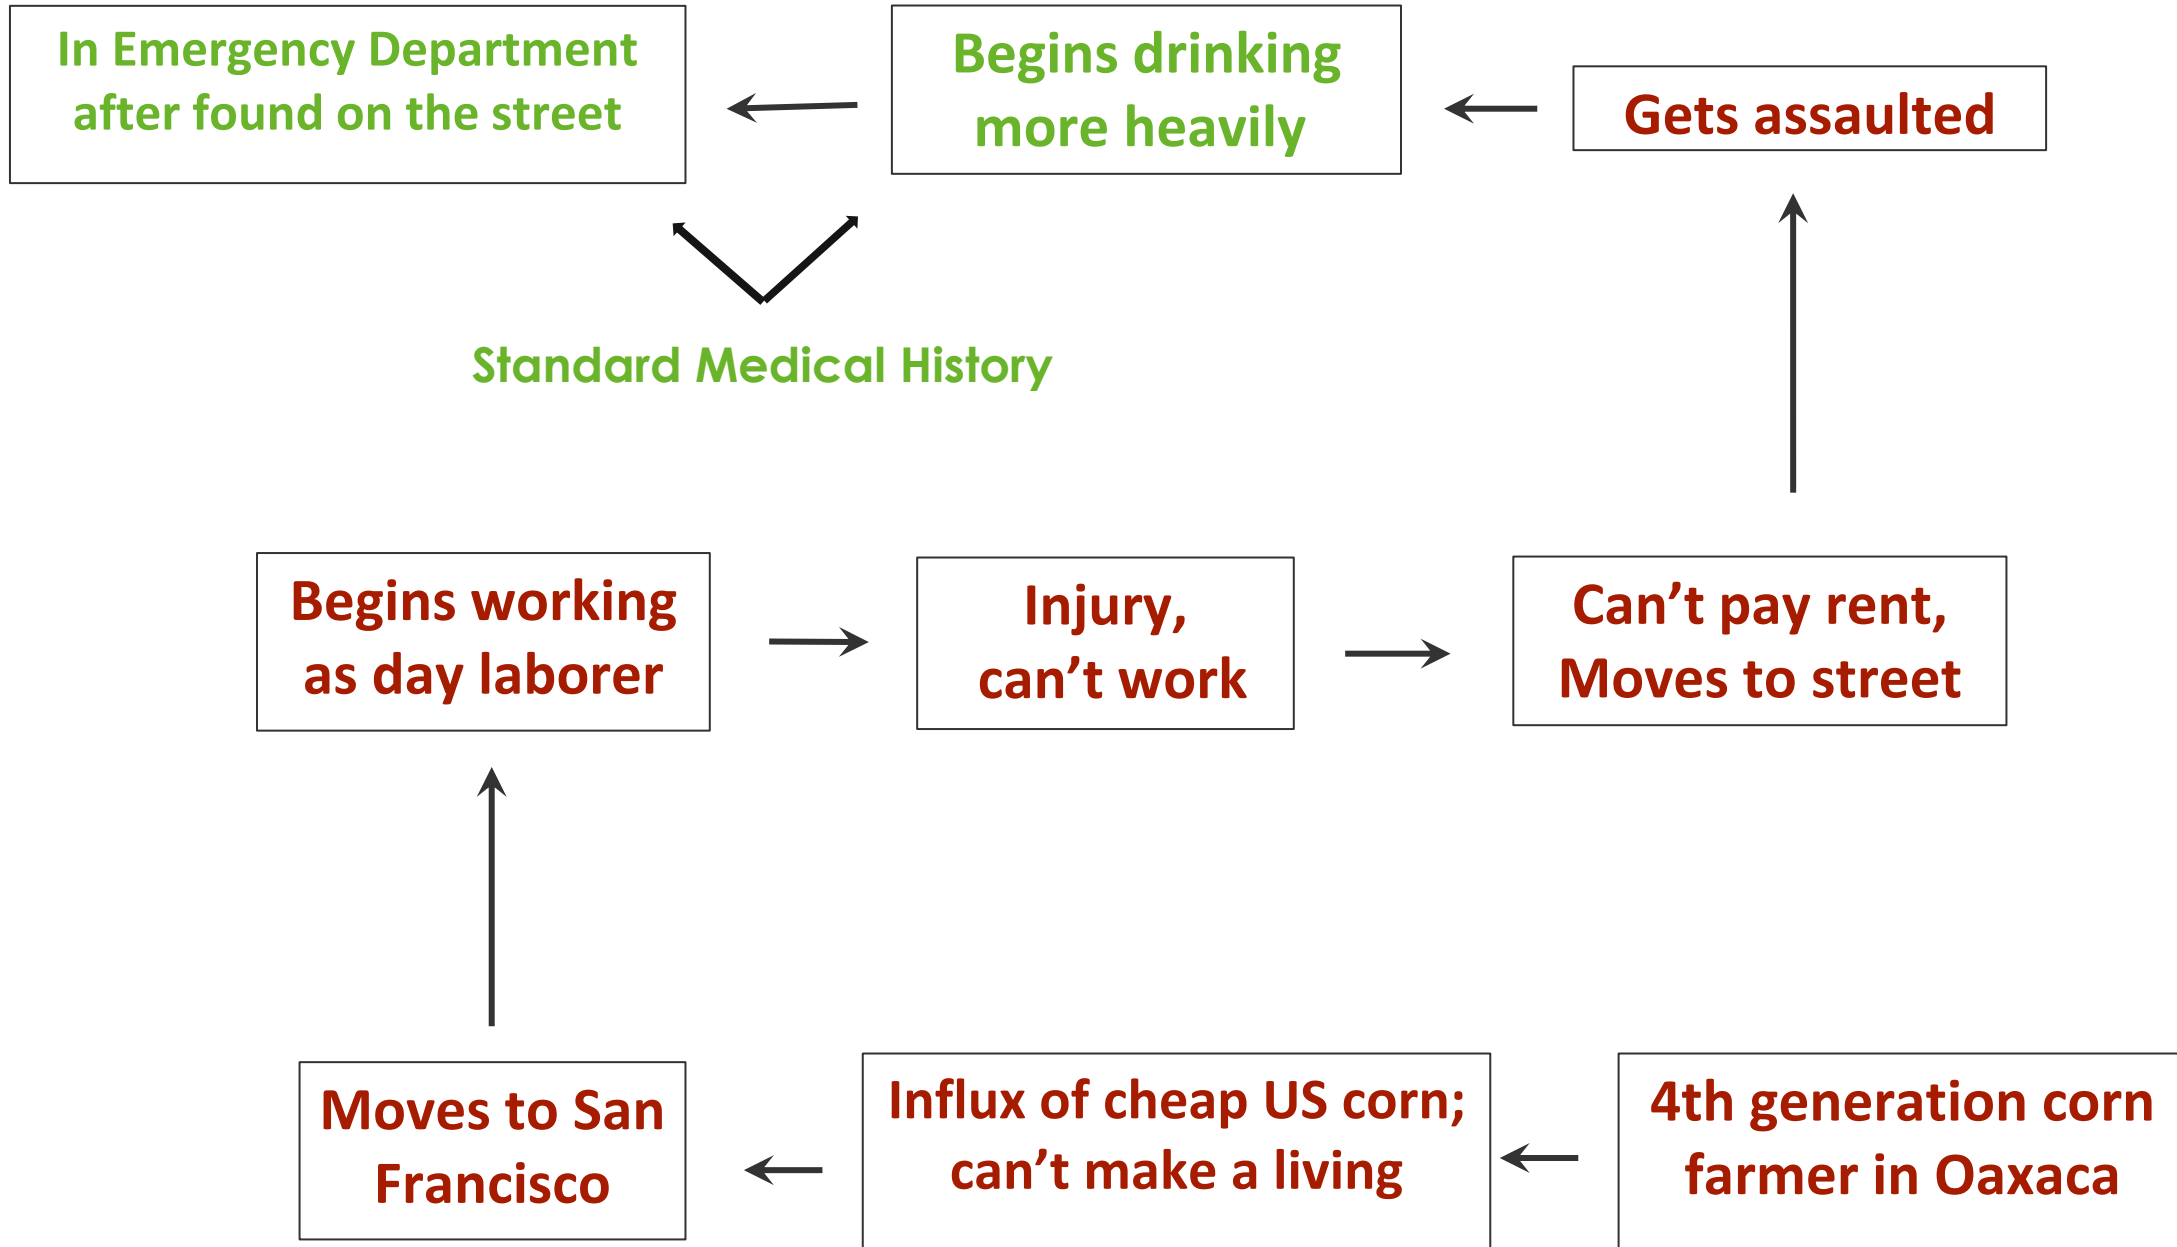 In Emergency Department
after found on the street
Begins drinking
more heavily
Gets assaulted
Standard Medical History
Begins working
as day laborer
Injury,
can’t work
Can’t pay rent,
Moves to street
Moves to San
Francisco
Influx of cheap US corn;
can’t make a living
4th generation corn
farmer in Oaxaca